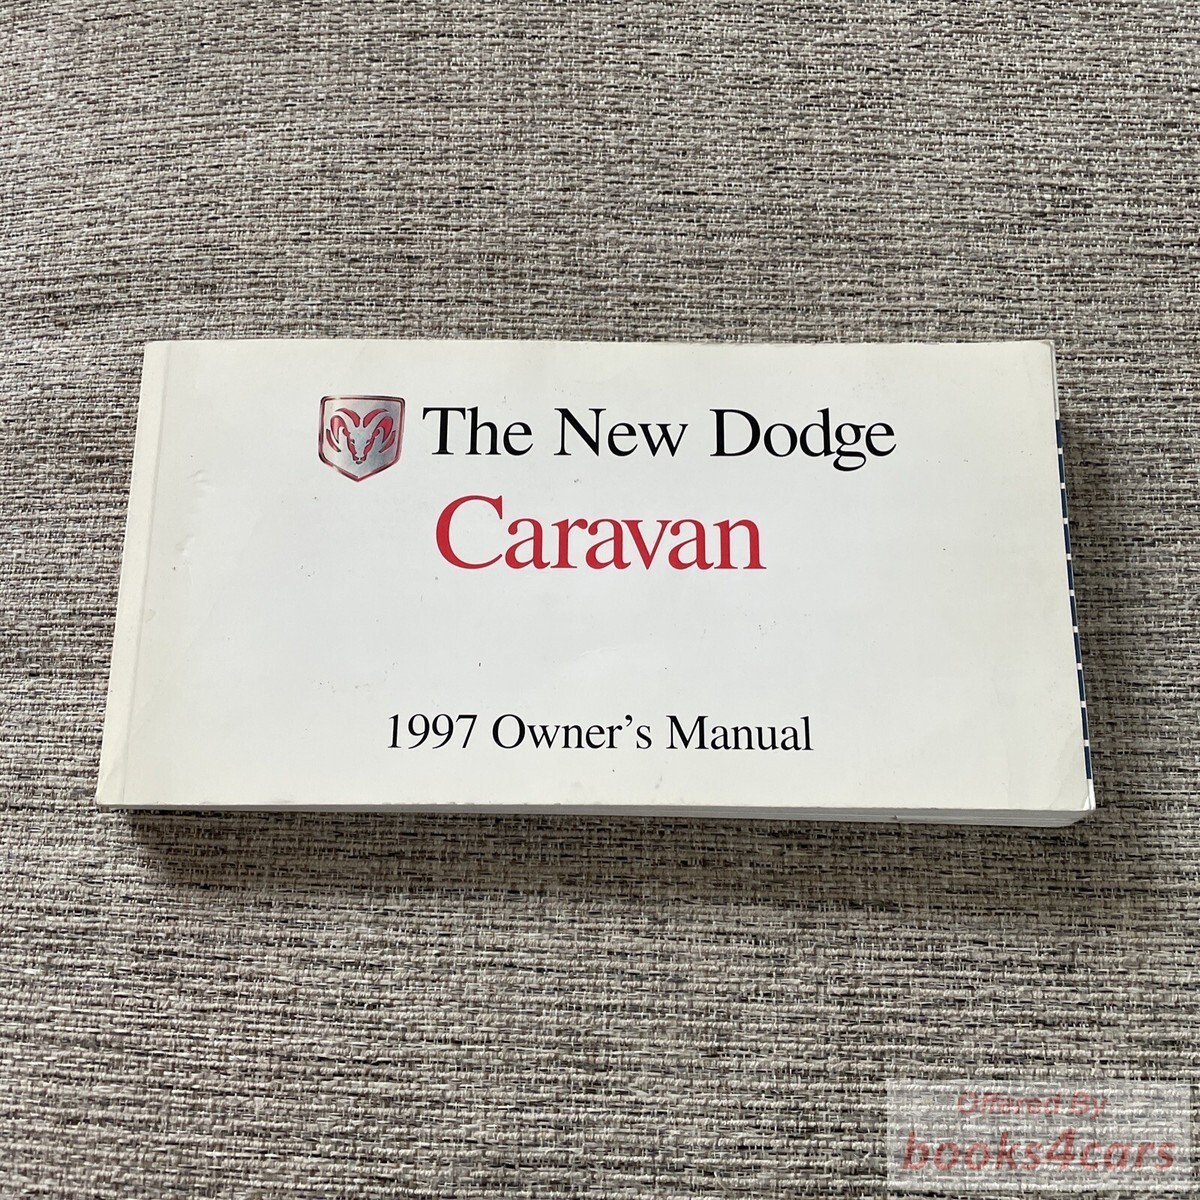 The New Dodge
Caravan
1997 Owner's Manual
Offered By
books4cars